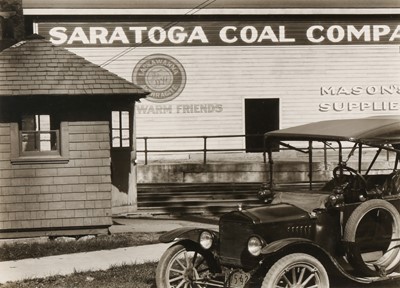 SARATOGA COAL COMPA
WARM FRIENDS
MASON'S
SUPPLIE